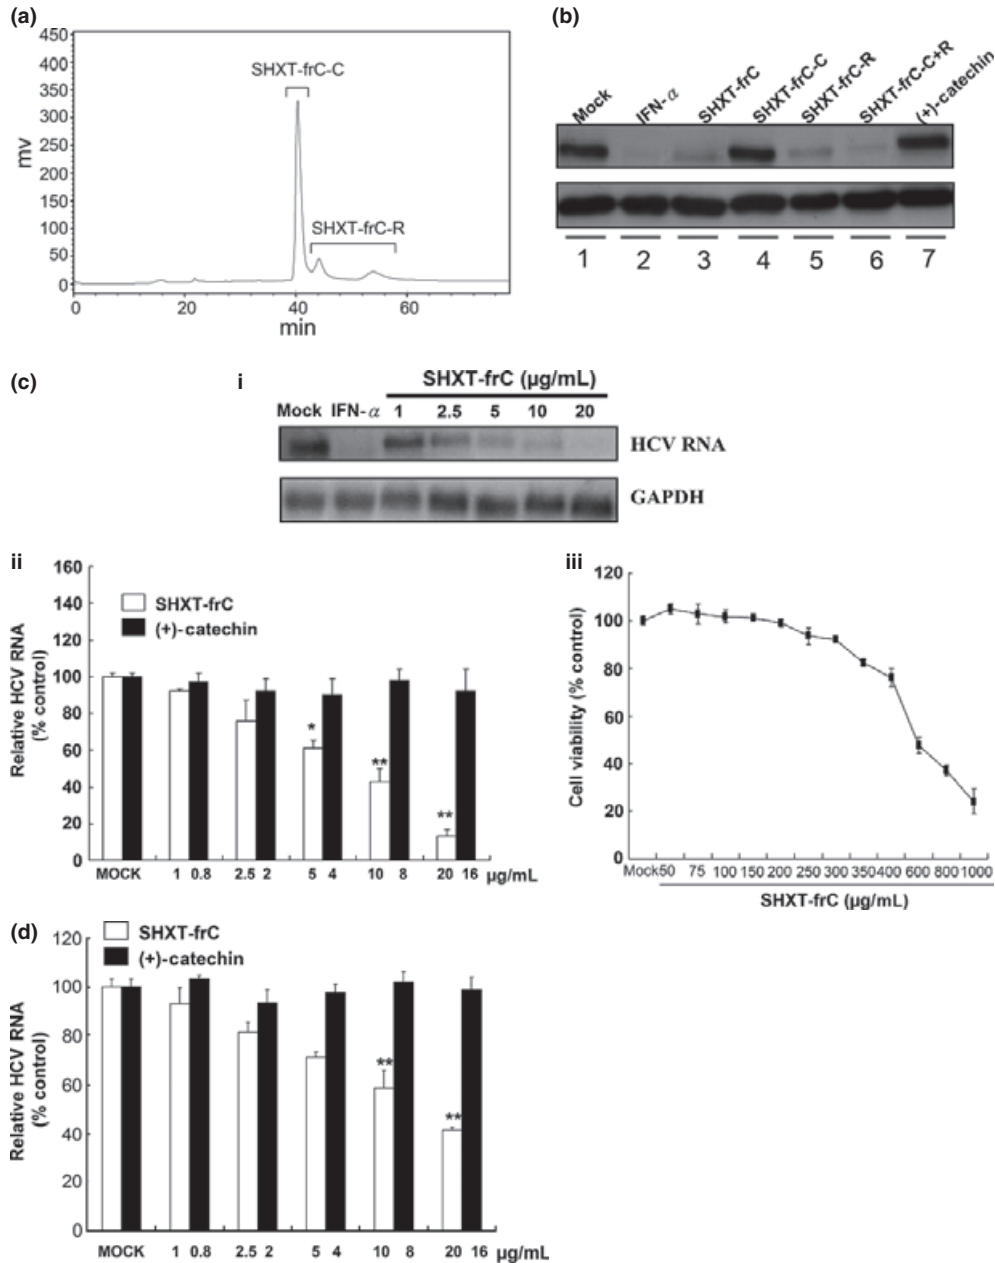 (a)
450
400
350
300
250
200
150
100
50
0
mv
SHXT-frC-C
SHXT-frC-R
0 20 40 60
min
(b)
Mock IFN-α SHXT-frC SHXT-frC-C SHXT-frC-R SHXT-frC-C+R (+)-catechin
1 2 3 4 5 6 7
(c)
i
SHXT-frC (µg/mL)
Mock IFN-α 1 2.5 5 10 20
HCV RNA
GAPDH
ii
160
140
120
100
80
60
40
20
0
Relative HCV RNA
(% control)
SHXT-frC
(+)-catechin
*
**
**
MOCK 1 0.8 2.5 2 5 4 10 8 20 16 µg/mL
iii
120
100
80
60
40
20
0
Cell viability (% control)
Mock 50 75 100 150 200 250 300 350 400 600 800 1000
SHXT-frC (µg/mL)
(d)
120
100
80
60
40
20
0
Relative HCV RNA
(% control)
SHXT-frC
(+)-catechin
**
**
MOCK 1 0.8 2.5 2 5 4 10 8 20 16 µg/mL